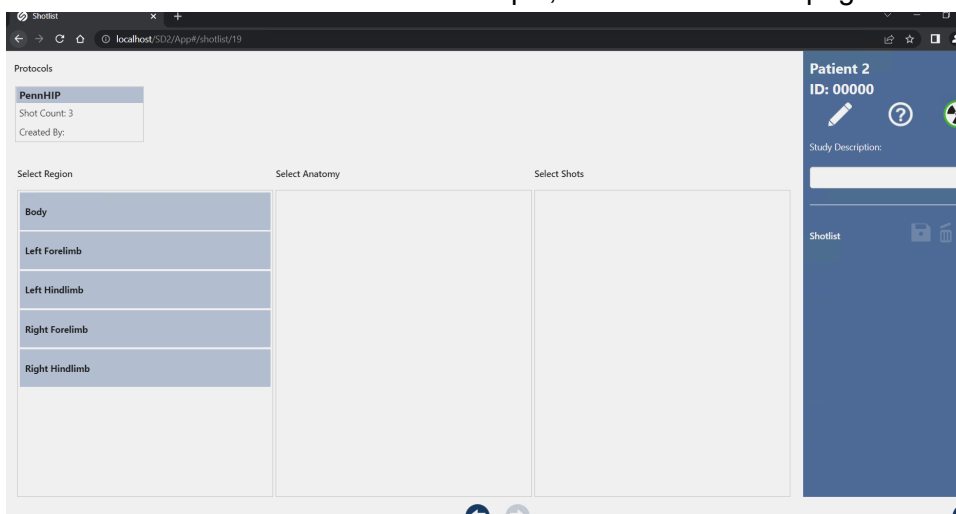 Shotlist
localhost/SD2/App#/shotlist/19
Protocols
PennHIP
Shot Count: 3
Created By:
Select Region
Select Anatomy
Select Shots
Body
Left Forelimb
Left Hindlimb
Right Forelimb
Right Hindlimb
Patient 2
ID: 00000
Study Description:
Shotlist